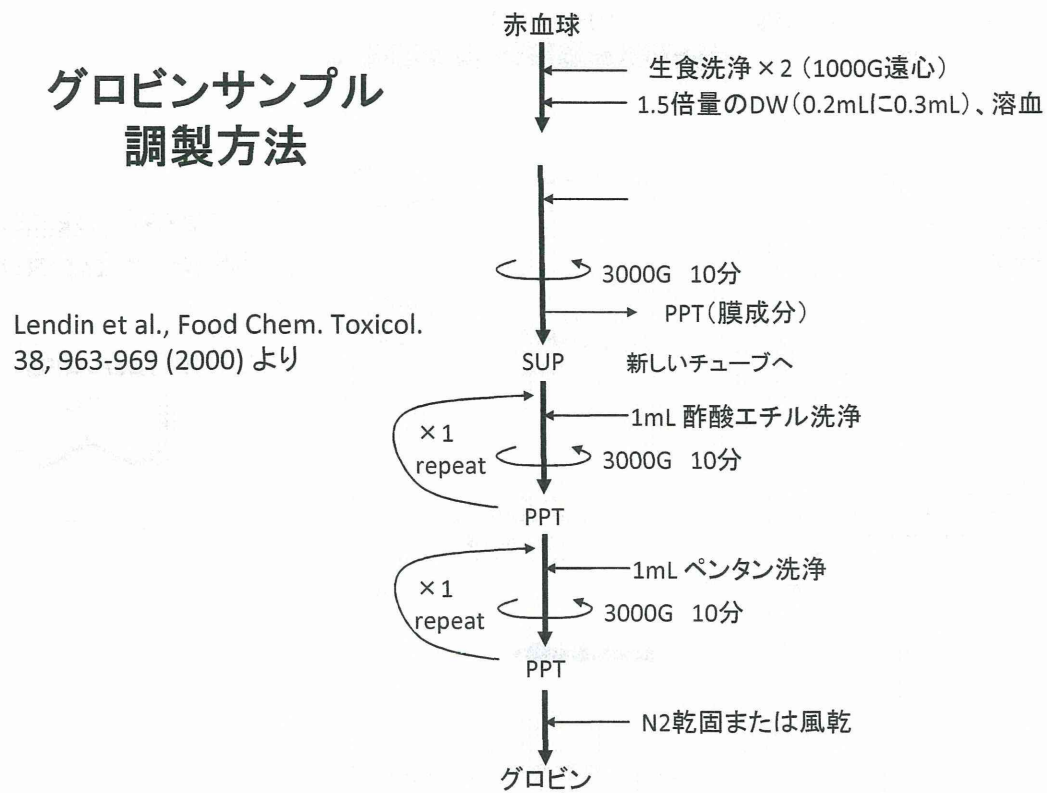 グロビンサンプル
調製方法
Lendin et al., Food Chem. Toxicol.
38, 963-969 (2000) より
赤血球
生食洗浄×2（1000G遠心）
1.5倍量のDW（0.2mLに0.3mL）、溶血
3000G 10分
PPT（膜成分）
SUP 新しいチューブへ
1mL 酢酸エチル洗浄
×1
repeat
3000G 10分
PPT
1mL ペンタン洗浄
×1
repeat
3000G 10分
PPT
N2乾固または風乾
グロビン